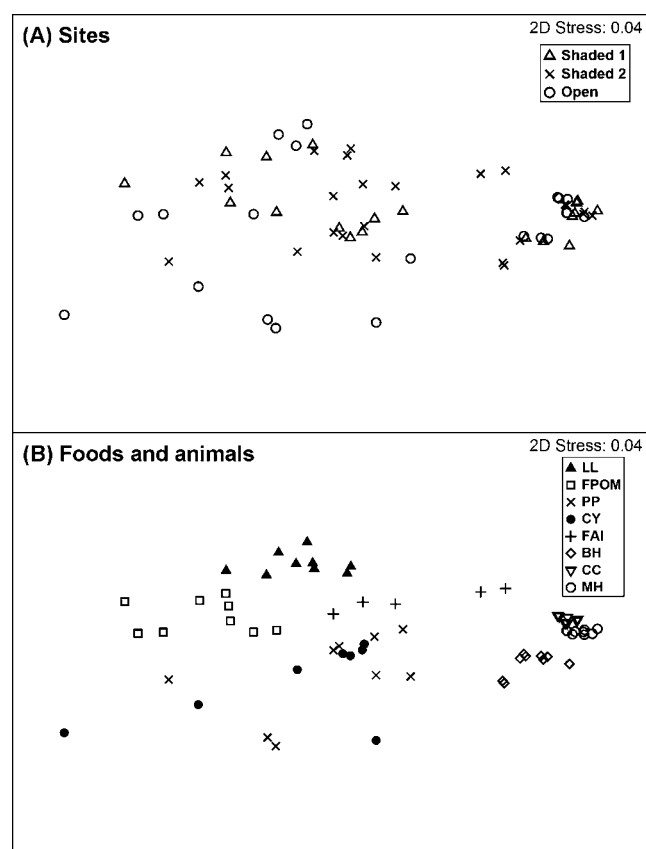 (A) Sites
2D Stress: 0.04
Shaded 1
Shaded 2
Open
(B) Foods and animals
2D Stress: 0.04
LL
FPOM
PP
CY
FAI
BH
CC
MH